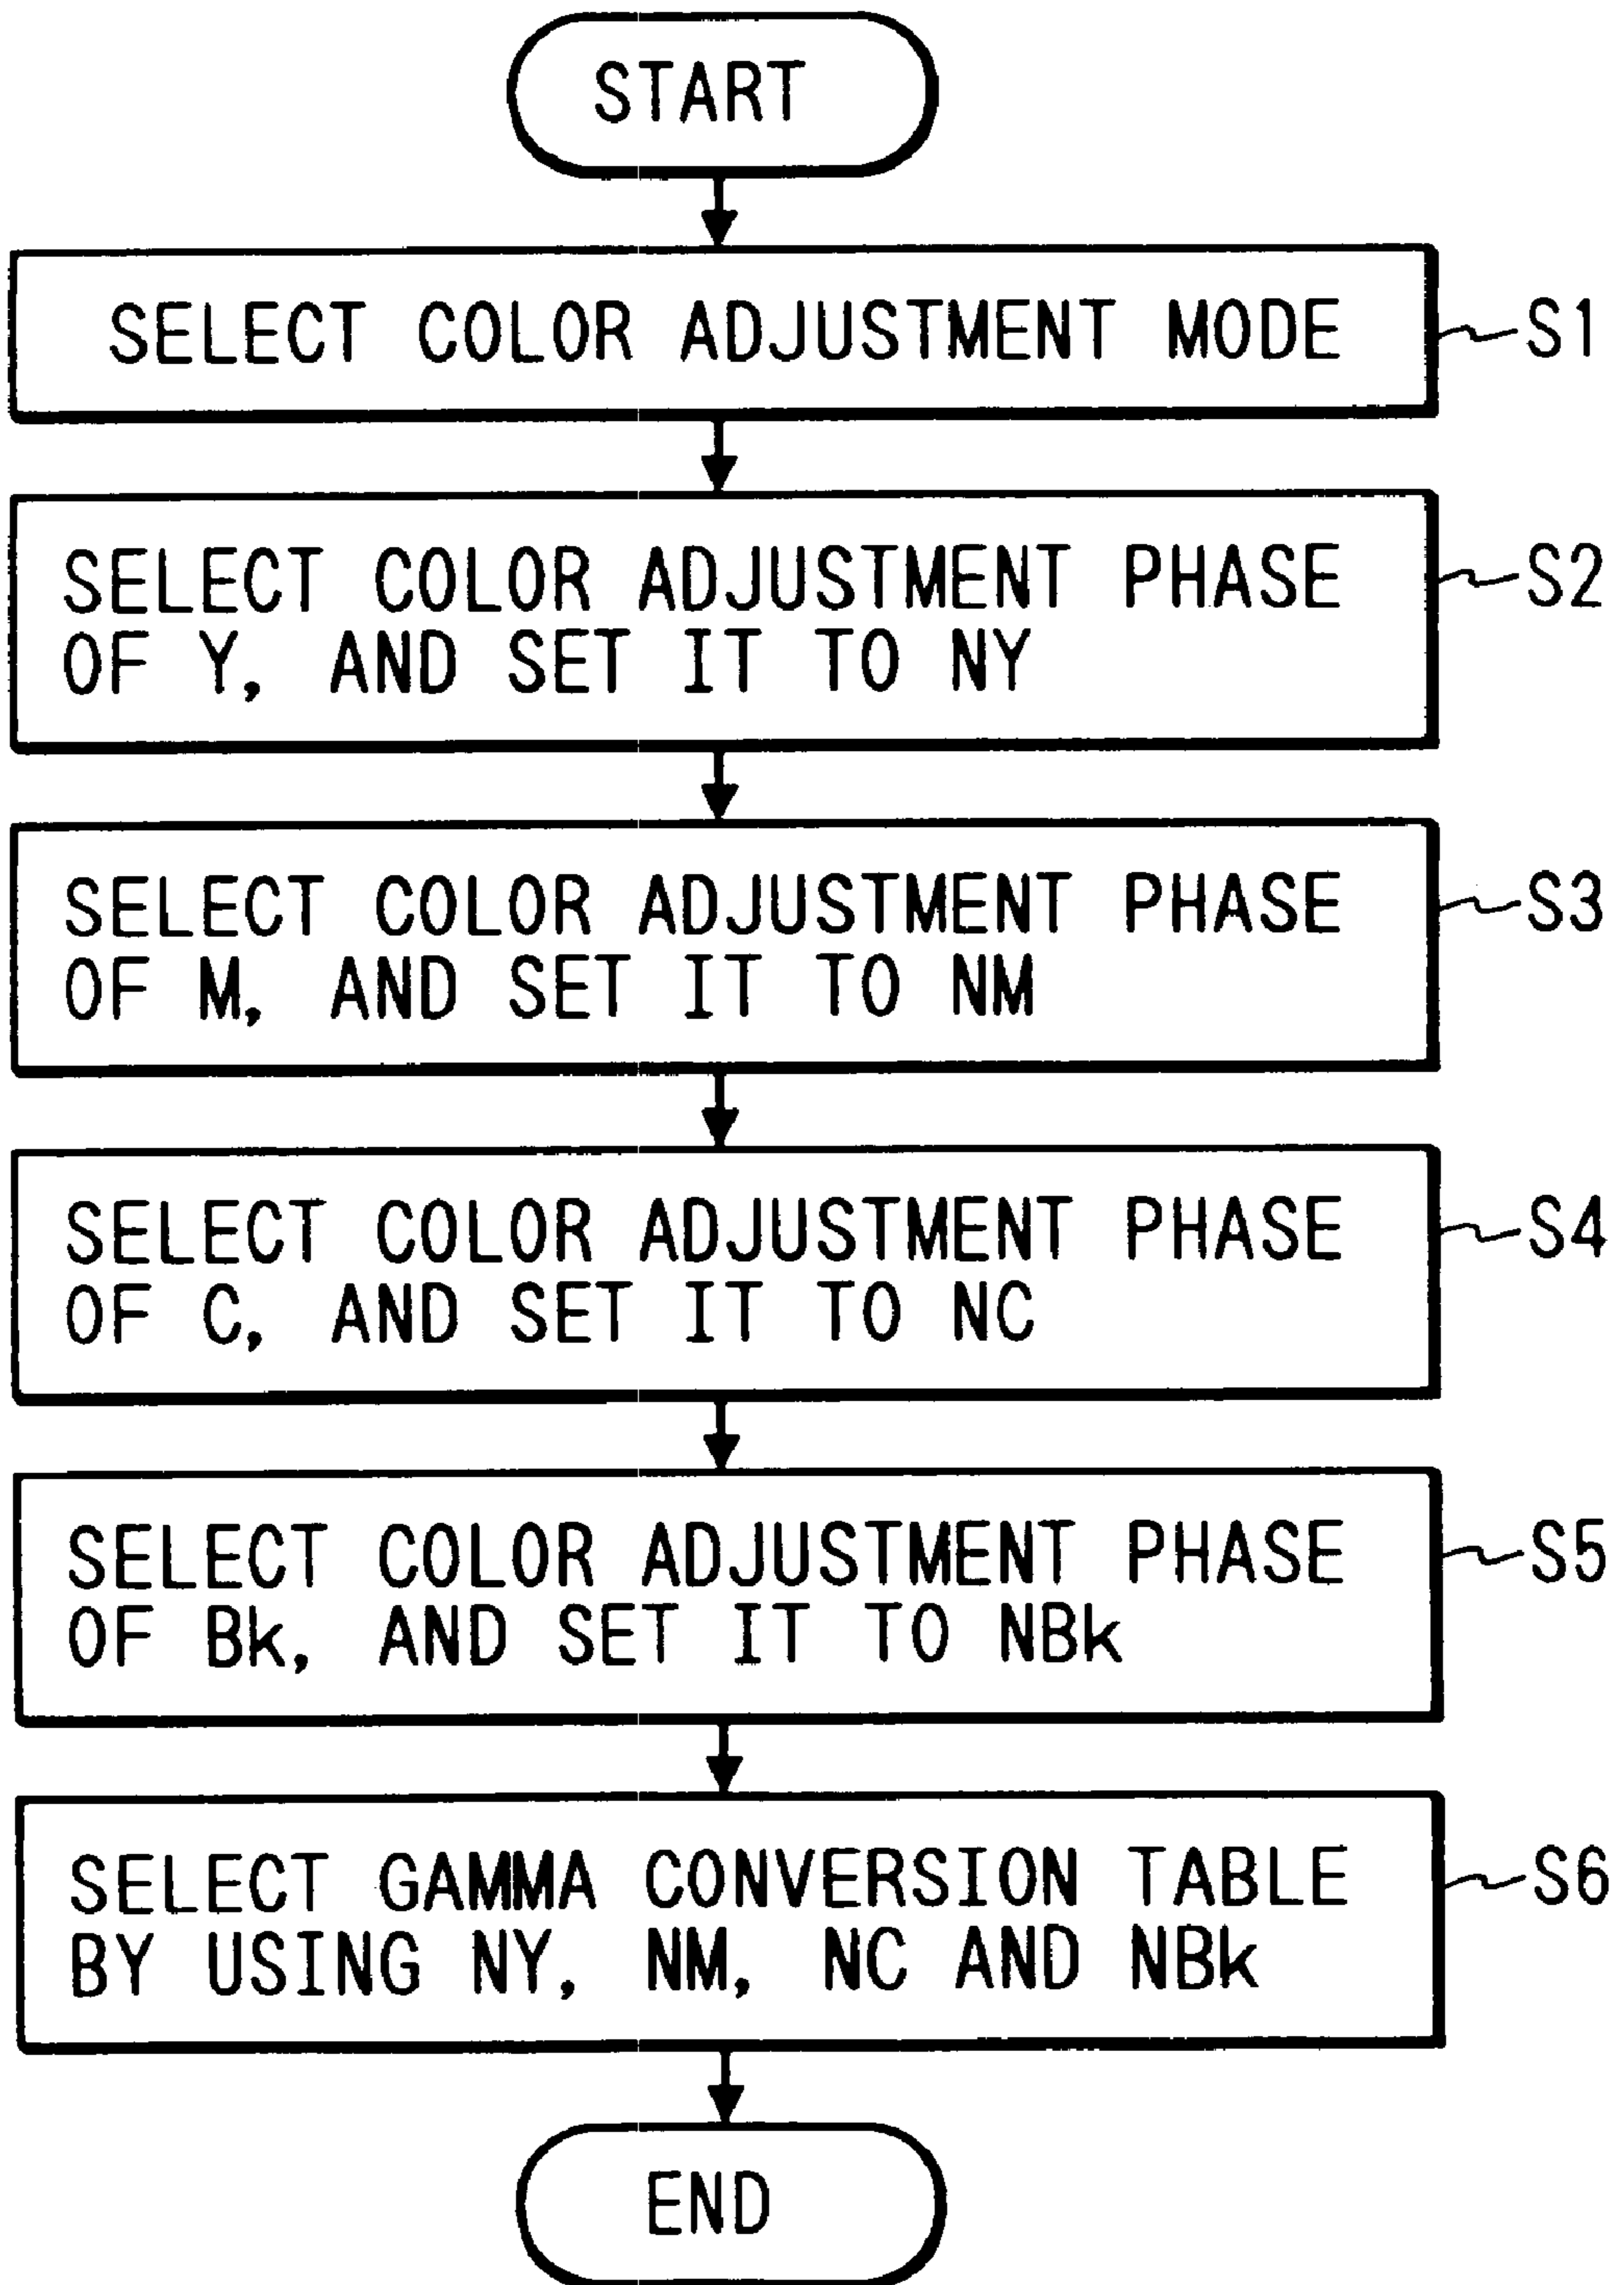 START
SELECT COLOR ADJUSTMENT MODE
S1
SELECT COLOR ADJUSTMENT PHASE
OF Y, AND SET IT TO NY
S2
SELECT COLOR ADJUSTMENT PHASE
OF M, AND SET IT TO NM
S3
SELECT COLOR ADJUSTMENT PHASE
OF C, AND SET IT TO NC
S4
SELECT COLOR ADJUSTMENT PHASE
OF Bk, AND SET IT TO NBk
S5
SELECT GAMMA CONVERSION TABLE
BY USING NY, NM, NC AND NBk
S6
END